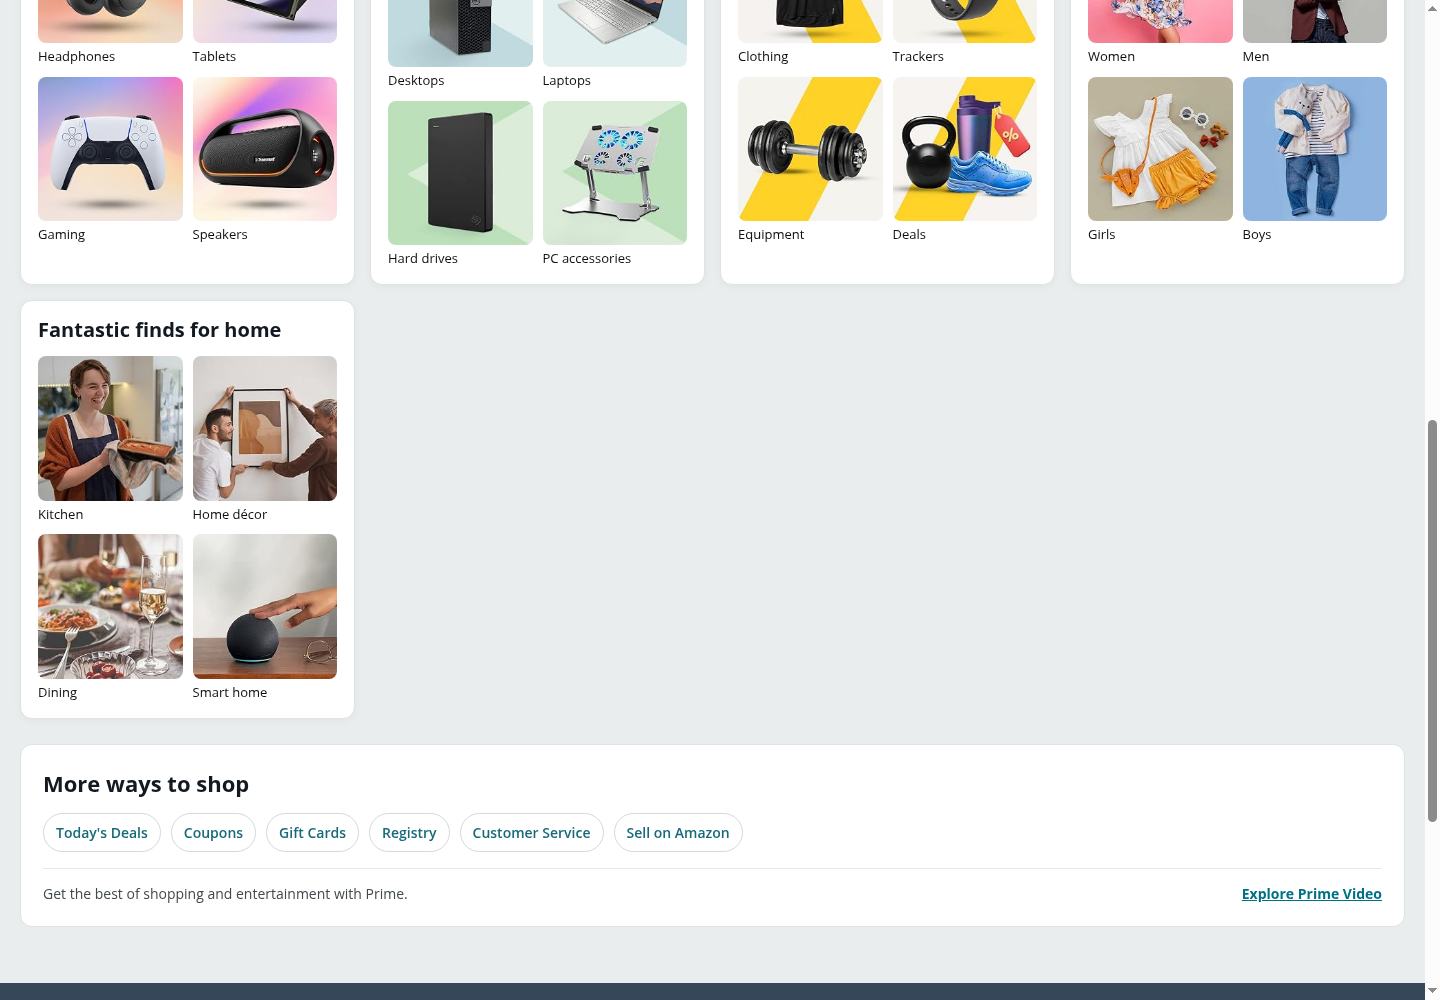 Headphones
Tablets
Gaming
Speakers
Desktops
Laptops
Hard drives
PC accessories
Clothing
Trackers
Equipment
Deals
Women
Men
Girls
Boys
Fantastic finds for home
Kitchen
Home décor
Dining
Smart home
More ways to shop
Today's Deals
Coupons
Gift Cards
Registry
Customer Service
Sell on Amazon
Get the best of shopping and entertainment with Prime.
Explore Prime Video